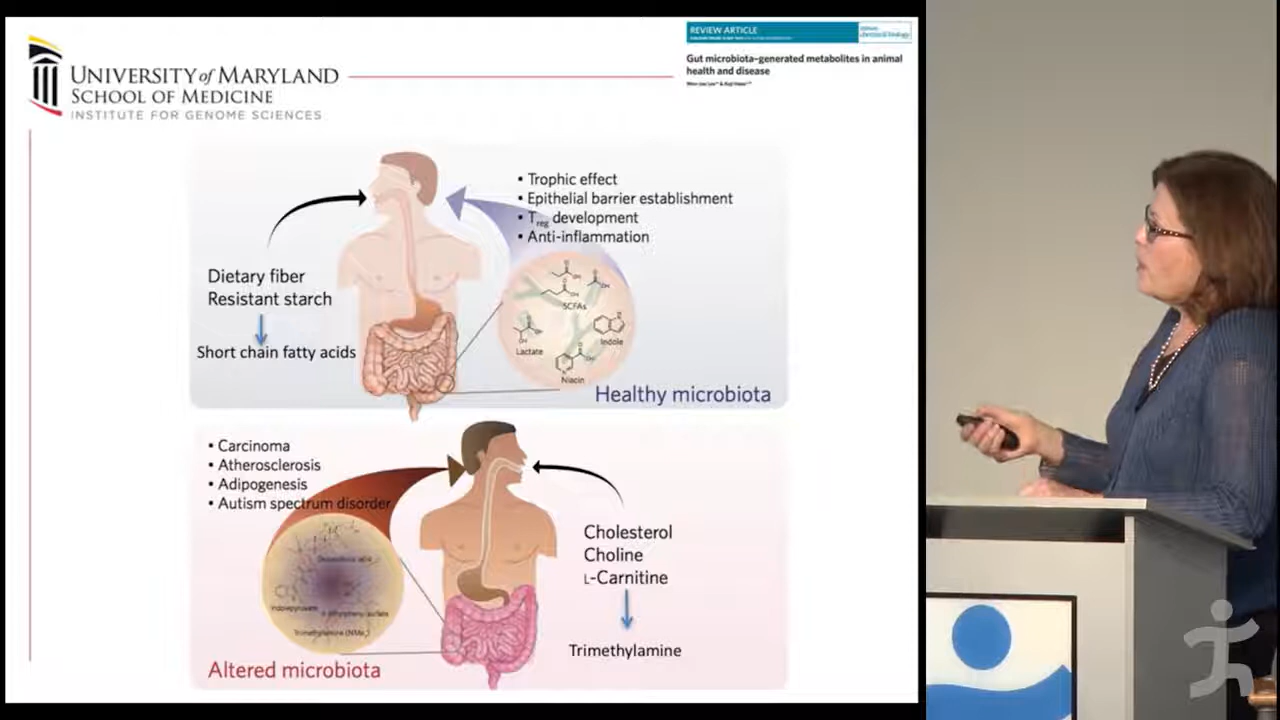 UNIVERSITY of MARYLAND
SCHOOL OF MEDICINE
INSTITUTE FOR GENOME SCIENCES
REVIEW ARTICLE
Gut microbiota–generated metabolites in animal
health and disease
• Trophic effect
• Epithelial barrier establishment
• Treg development
• Anti-inflammation
Dietary fiber
Resistant starch
Short chain fatty acids
SCFAs
Lactate
Indole
Niacin
Healthy microbiota
• Carcinoma
• Atherosclerosis
• Adipogenesis
• Autism spectrum disorder
Cholesterol
Choline
L-Carnitine
Trimethylamine
Indolepyruvate
Altered microbiota